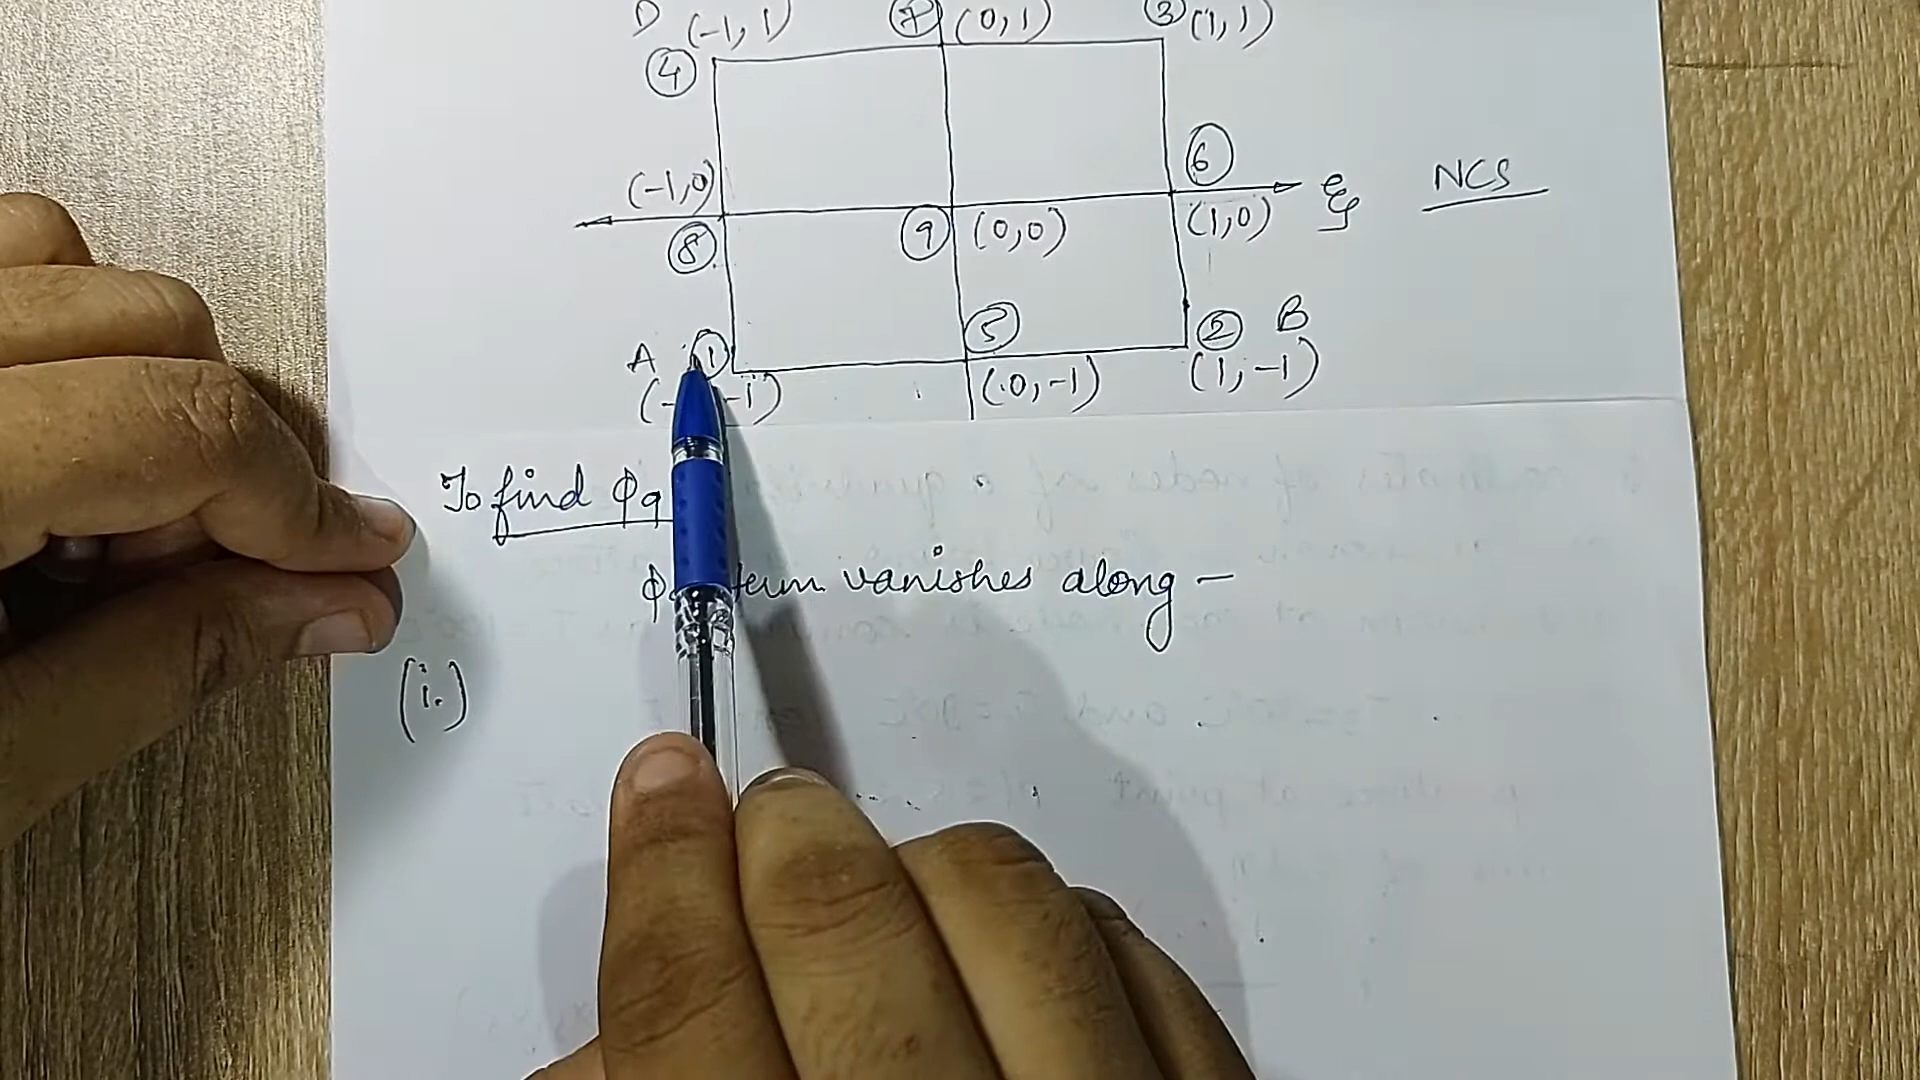 D (-1, 1) 7 (0, 1) 3 (1, 1)
4
(-1,0) 6 ξ NCS
8 9 (0,0) (1,0)
A 1 5 2 B
(0,-1) (1,-1)
To find ϕ9
term vanishes along -
(i.)